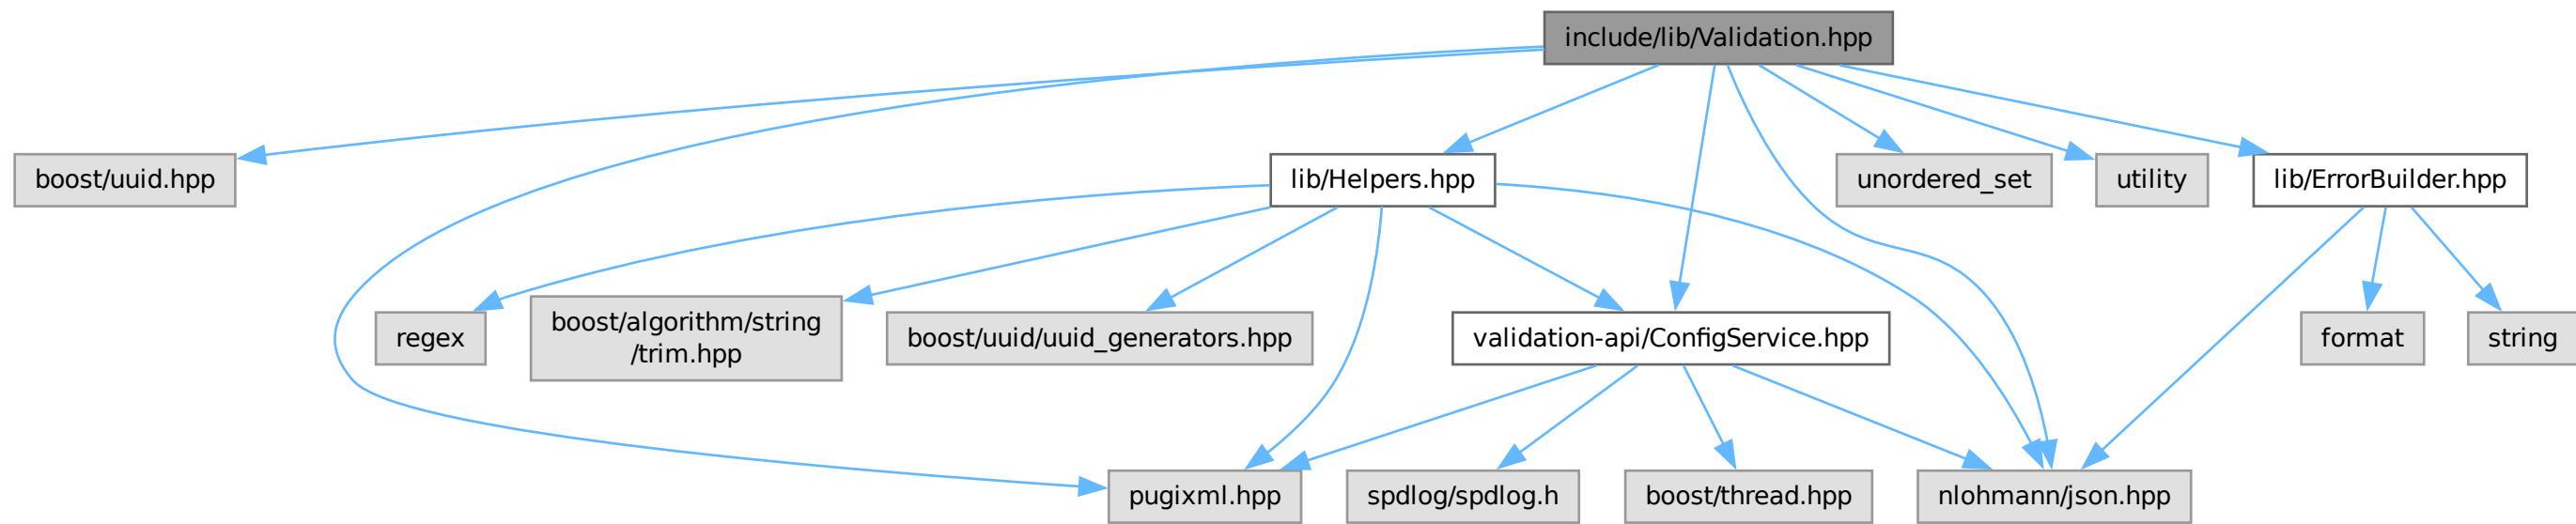 include/lib/Validation.hpp
boost/uuid.hpp
lib/Helpers.hpp
unordered_set
utility
lib/ErrorBuilder.hpp
regex
boost/algorithm/string
/trim.hpp
boost/uuid/uuid_generators.hpp
validation-api/ConfigService.hpp
format
string
pugixml.hpp
spdlog/spdlog.h
boost/thread.hpp
nlohmann/json.hpp